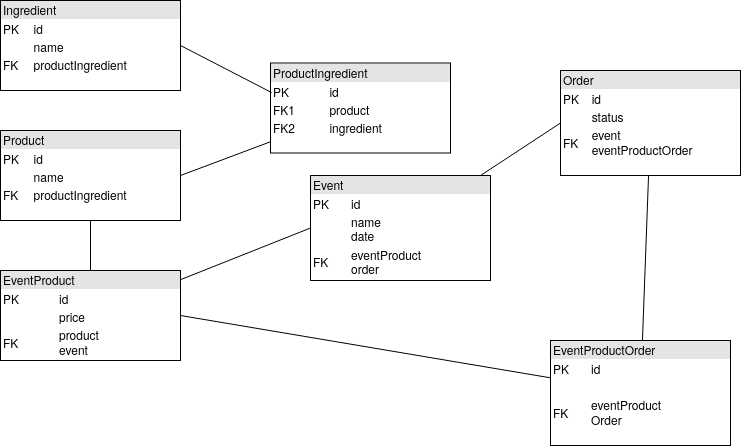 Ingredient
PK id
name
FK productIngredient
Product
PK id
name
FK productIngredient
EventProduct
PK id
price
FK product
event
ProductIngredient
PK id
FK1 product
FK2 ingredient
Event
PK id
name
date
FK eventProduct
order
Order
PK id
status
FK event
eventProductOrder
EventProductOrder
PK id
FK eventProduct
Order